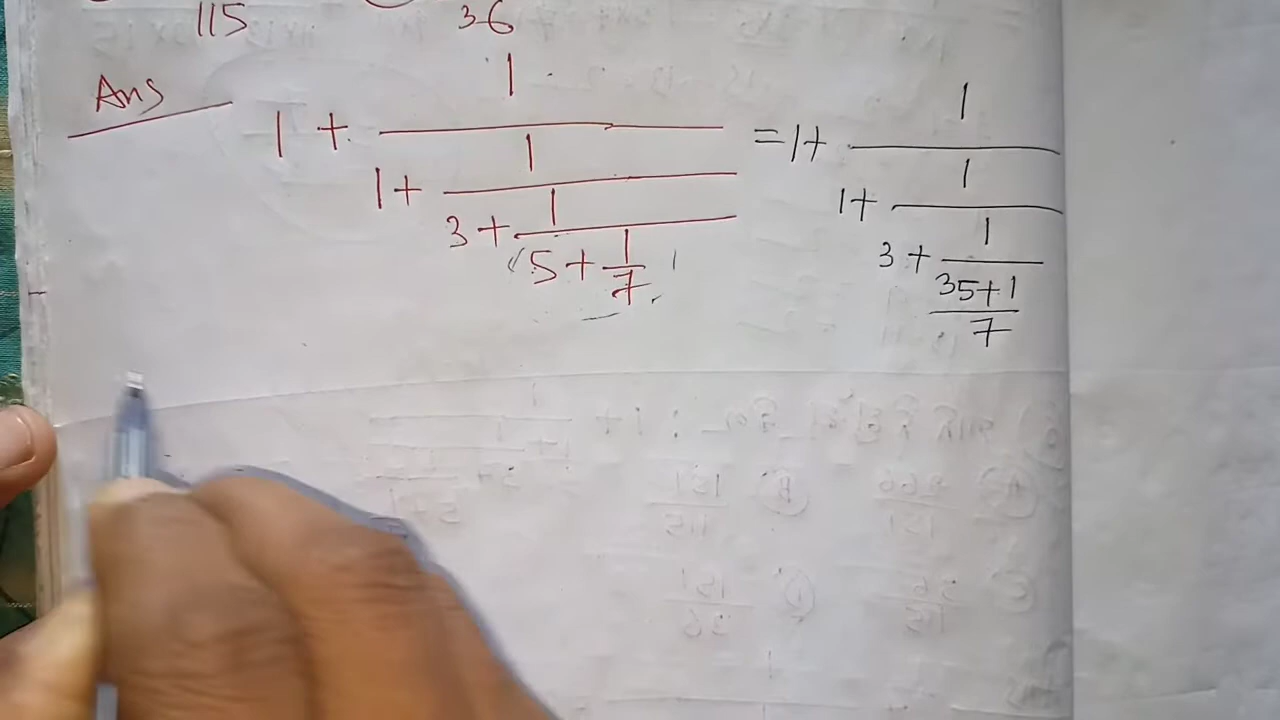 115 36
Ans
1 + 1 = 1 + 1
1 + 1 1 + 1
3 + 1 3 + 1
5 + 1 35+1
7 7